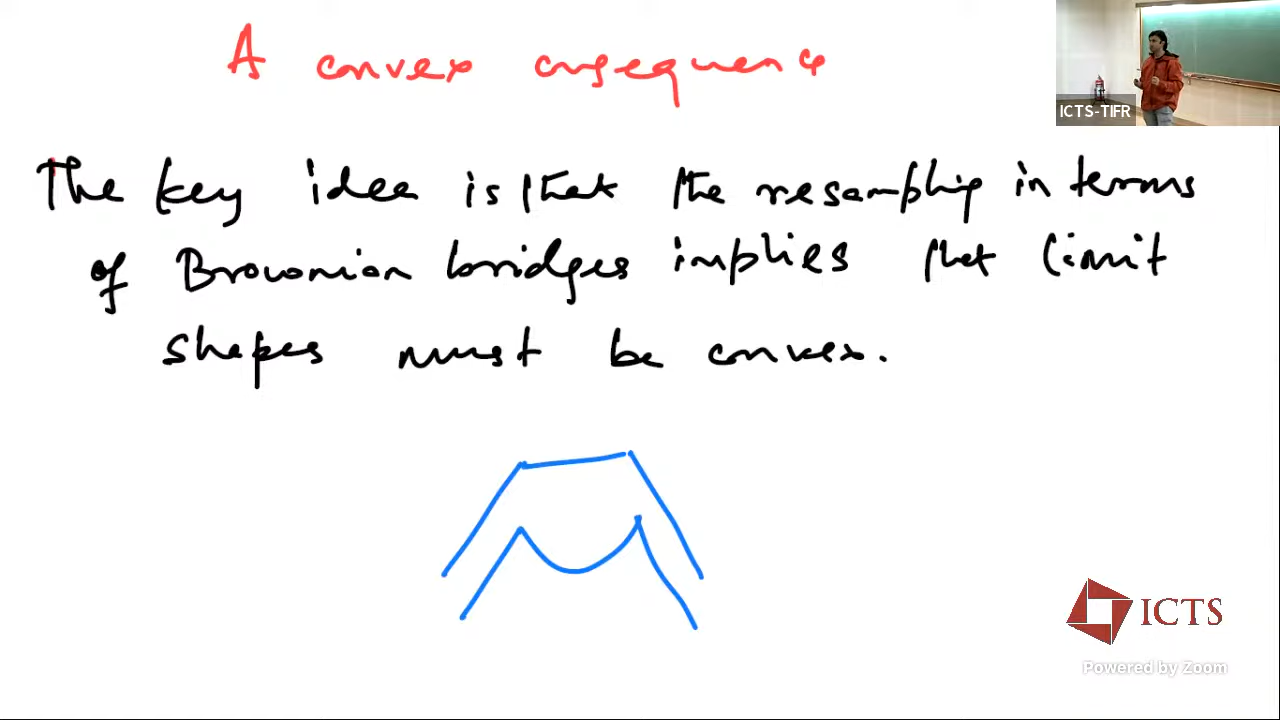 A convex consequence
ICTS-TIFR
The key idea is that the resampling in terms
of Brownian bridges implies that limit
shapes must be convex.
ICTS
Powered by Zoom